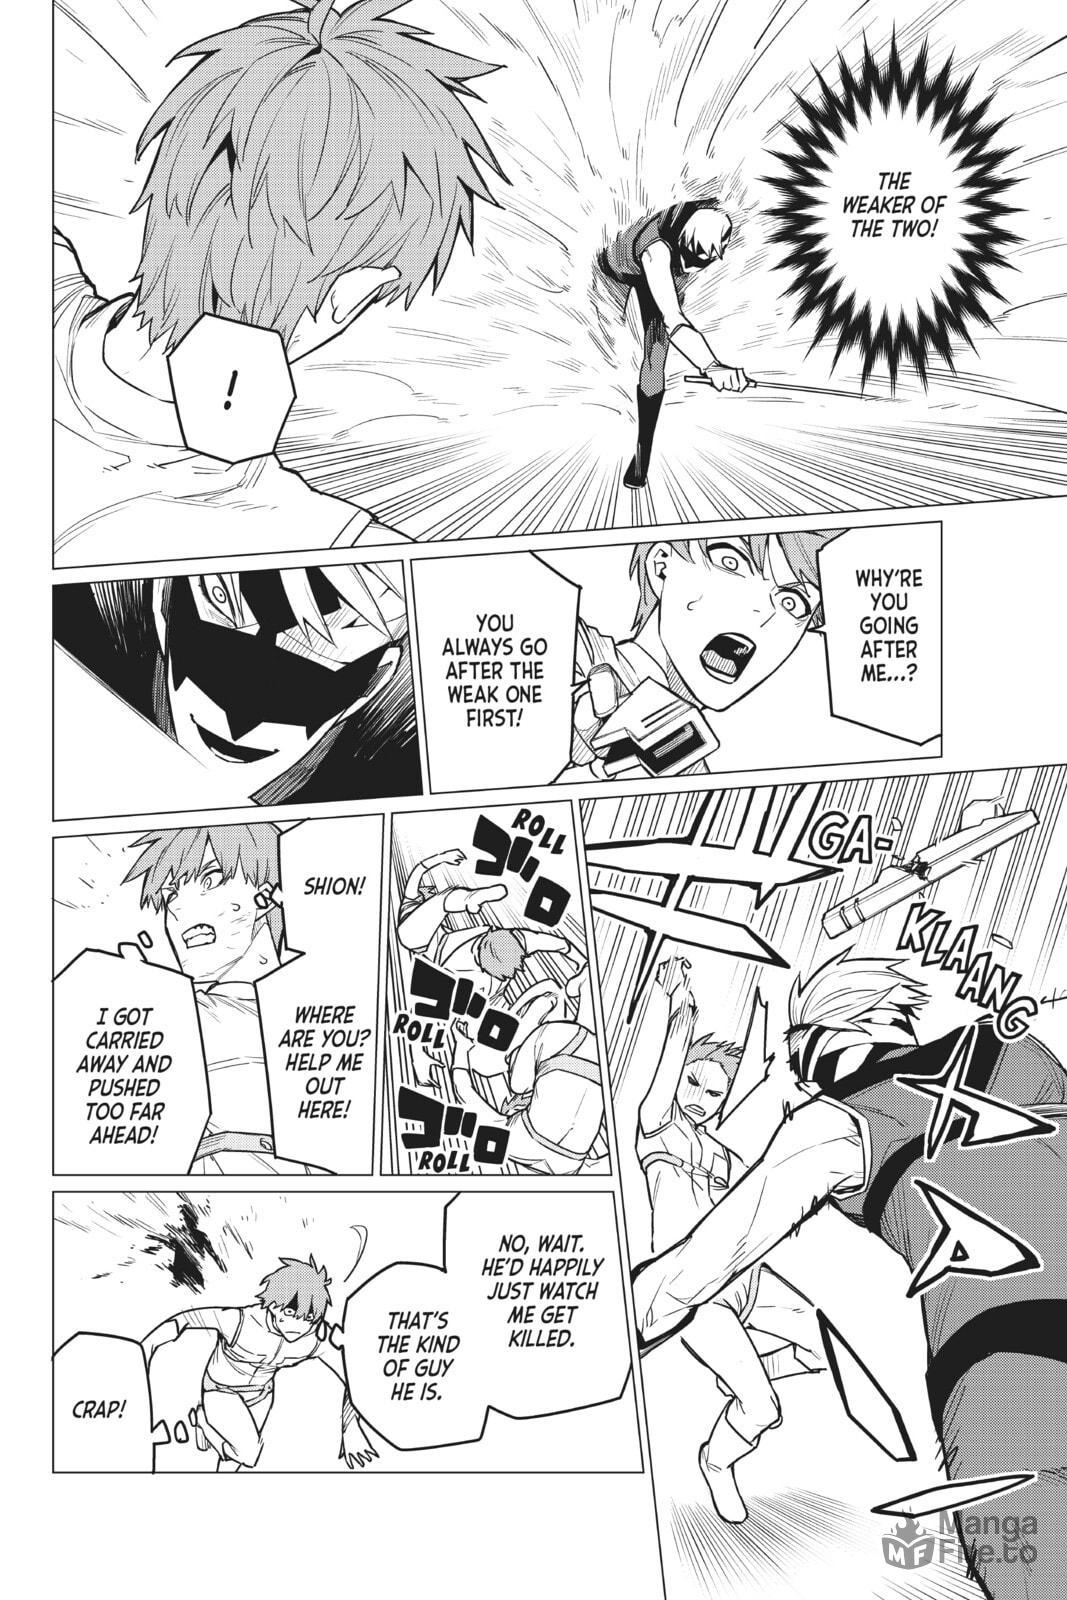 THE
WEAKER OF
THE TWO!
!
WHY'RE
YOU
GOING
AFTER
ME...?
YOU
ALWAYS GO
AFTER THE
WEAK ONE
FIRST!
GA-
KLAANG
ROLL
ゴロ
ROLL
ゴロ
ROLL
ゴロ
SHION!
WHERE
ARE YOU?
HELP ME
OUT
HERE!
I GOT
CARRIED
AWAY AND
PUSHED
TOO FAR
AHEAD!
NO, WAIT.
HE'D HAPPILY
JUST WATCH
ME GET
KILLED.
THAT'S
THE KIND
OF GUY
HE IS.
CRAP!
MF
Manga
Fire.to